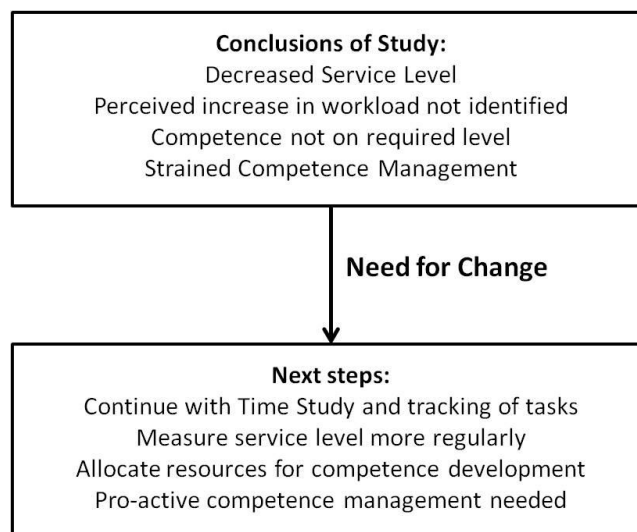 Conclusions of Study:
Decreased Service Level
Perceived increase in workload not identified
Competence not on required level
Strained Competence Management
Need for Change
Next steps:
Continue with Time Study and tracking of tasks
Measure service level more regularly
Allocate resources for competence development
Pro-active competence management needed